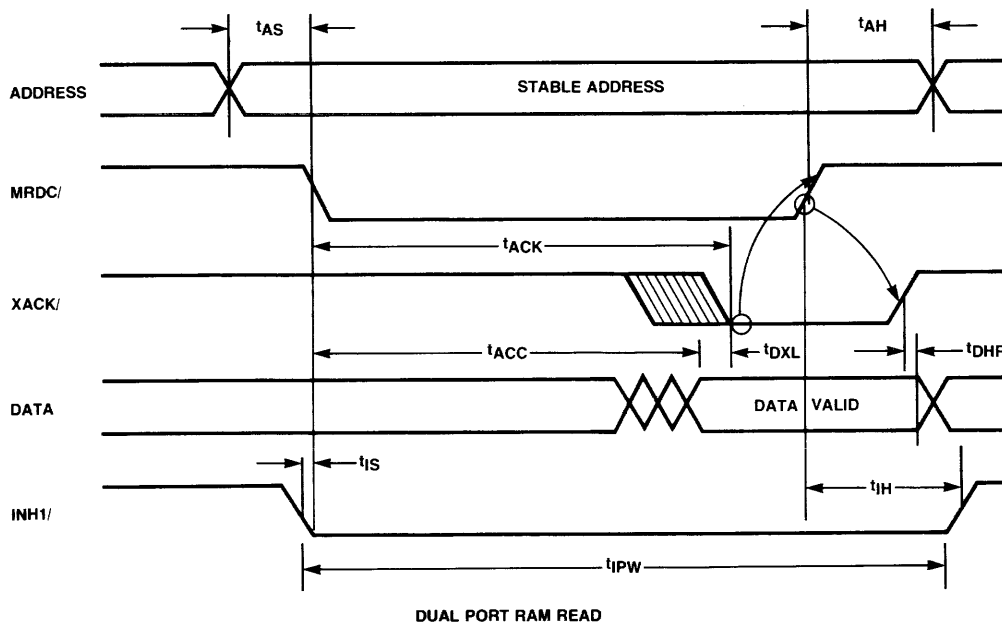 tAS
tAH
ADDRESS
STABLE ADDRESS
MRDC/
tACK
XACK/
tACC
tDXL
tDHR
DATA
DATA VALID
tIS
tIH
INH1/
tIPW
DUAL PORT RAM READ